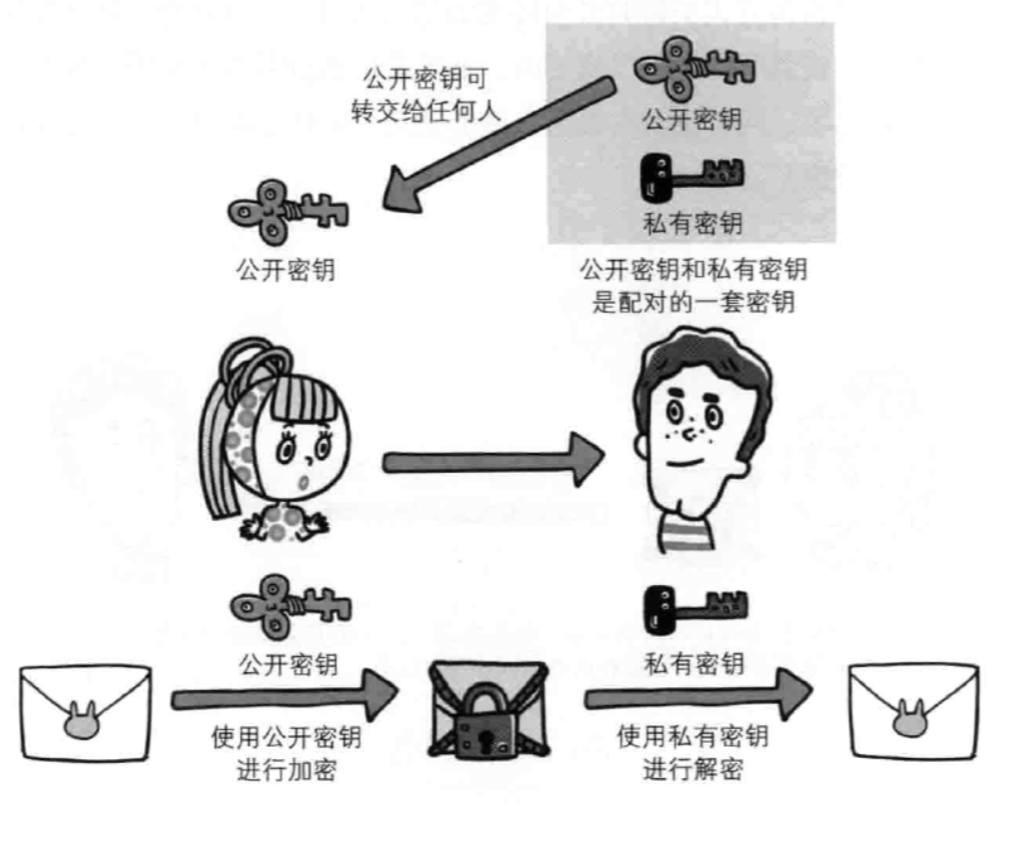 公开密钥可
转交给任何人
公开密钥
私有密钥
公开密钥
公开密钥和私有密钥
是配对的一套密钥
公开密钥
私有密钥
使用公开密钥
进行加密
使用私有密钥
进行解密